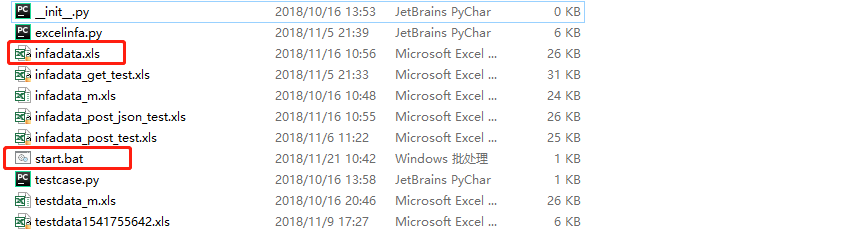 __init__.py 2018/10/16 13:53 JetBrains PyChar 0 KB
excelinfa.py 2018/11/5 21:39 JetBrains PyChar 6 KB
infadata.xls 2018/11/16 10:56 Microsoft Excel ... 26 KB
infadata_get_test.xls 2018/11/5 21:33 Microsoft Excel ... 31 KB
infadata_m.xls 2018/10/16 10:48 Microsoft Excel ... 24 KB
infadata_post_json_test.xls 2018/11/16 10:55 Microsoft Excel ... 26 KB
infadata_post_test.xls 2018/11/6 11:22 Microsoft Excel ... 25 KB
start.bat 2018/11/21 10:42 Windows 批处理 1 KB
testcase.py 2018/10/16 13:58 JetBrains PyChar 1 KB
testdata_m.xls 2018/10/16 20:46 Microsoft Excel ... 26 KB
testdata1541755642.xls 2018/11/9 17:27 Microsoft Excel ... 6 KB